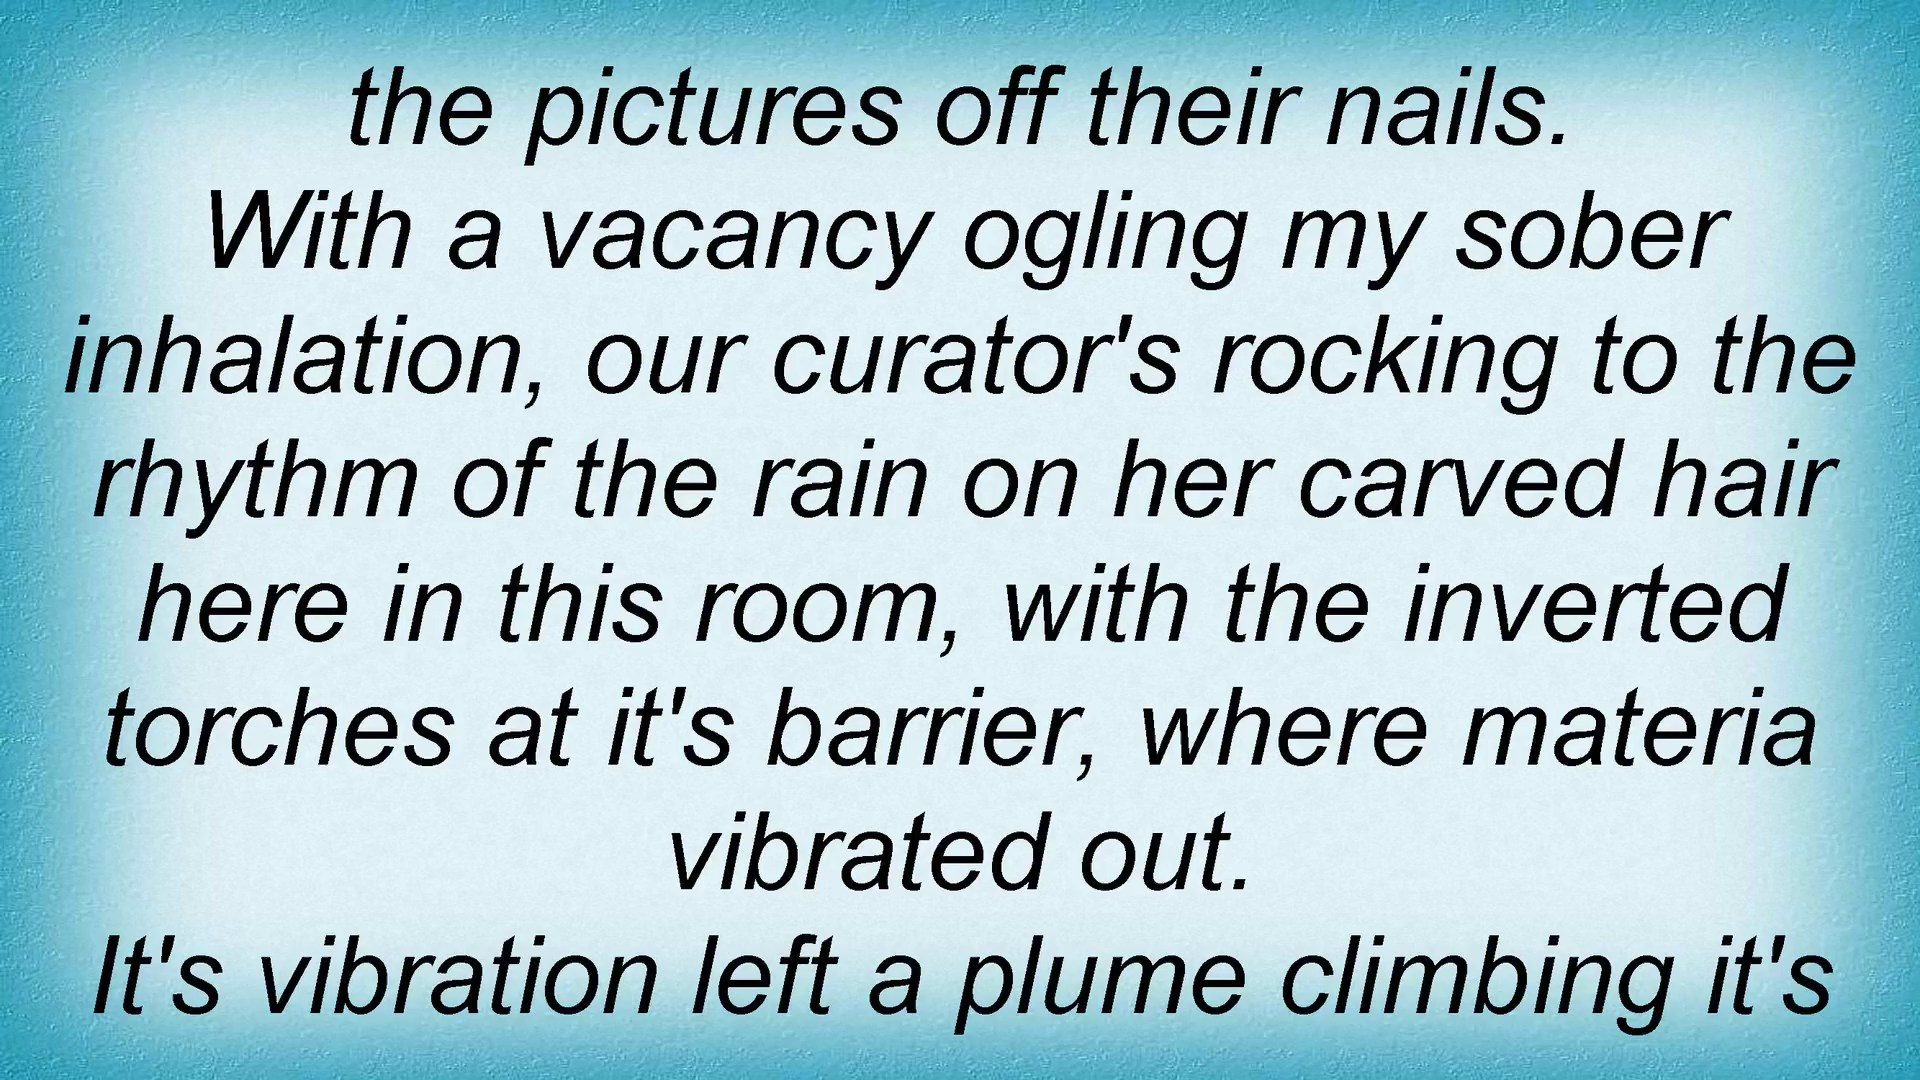 the pictures off their nails.
With a vacancy ogling my sober
inhalation, our curator's rocking to the
rhythm of the rain on her carved hair
here in this room, with the inverted
torches at it's barrier, where materia
vibrated out.
It's vibration left a plume climbing it's